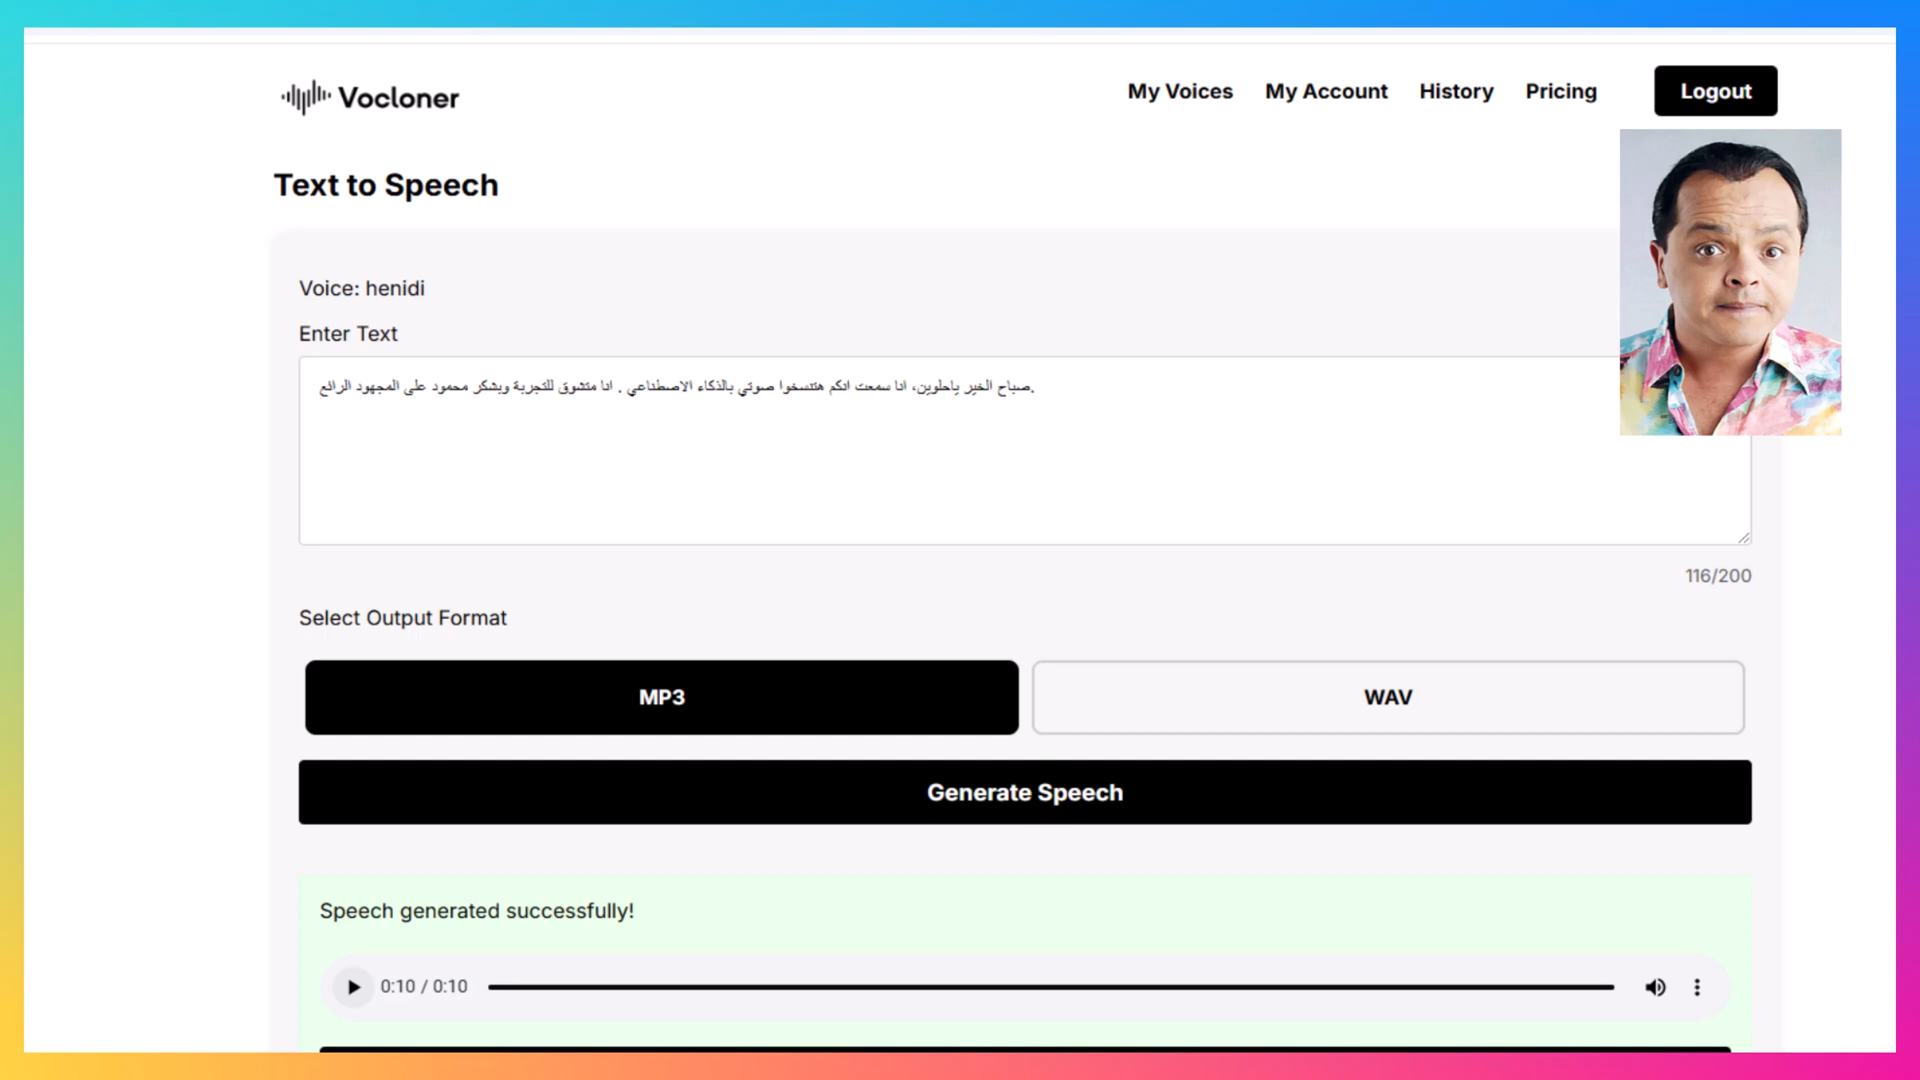 Vocloner
My Voices
My Account
History
Pricing
Logout
Text to Speech
Voice: henidi
Enter Text
صباح الخير ياحلوين، انا سمعت انكم هتنسخوا صوتي بالذكاء الاصطناعي . انا متشوق للتجربة وبشكر محمود على المجهود الرائع.
116/200
Select Output Format
MP3
WAV
Generate Speech
Speech generated successfully!
0:10 / 0:10